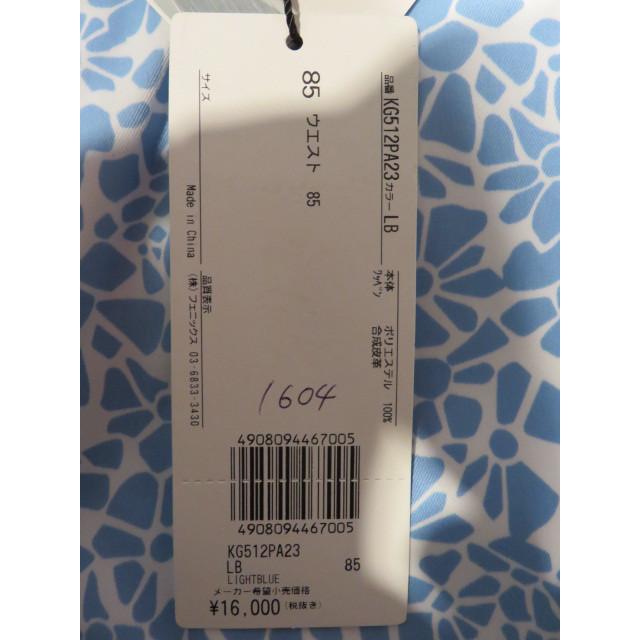 品番 KG512PA23 カラー LB
本体 ポリエステル 100%
ワッペン 合成皮革
サイズ
85 ウエスト 85
品質表示
Made in China
(株)フェニックス 03-6833-3430
1604
4908094467005
4908094467005
KG512PA23
LB 85
LIGHTBLUE
メーカー希望小売価格
¥16,000 (税抜き)